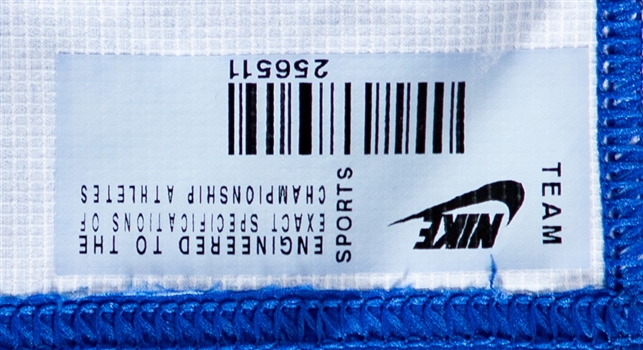 TEAM
NIKE
SPORTS
ENGINEERED TO THE
EXACT SPECIFICATIONS OF
CHAMPIONSHIP ATHLETES
256511